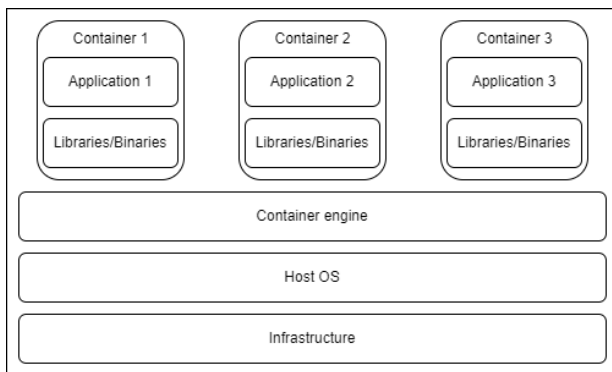 Container 1
Container 2
Container 3
Application 1
Application 2
Application 3
Libraries/Binaries
Libraries/Binaries
Libraries/Binaries
Container engine
Host OS
Infrastructure